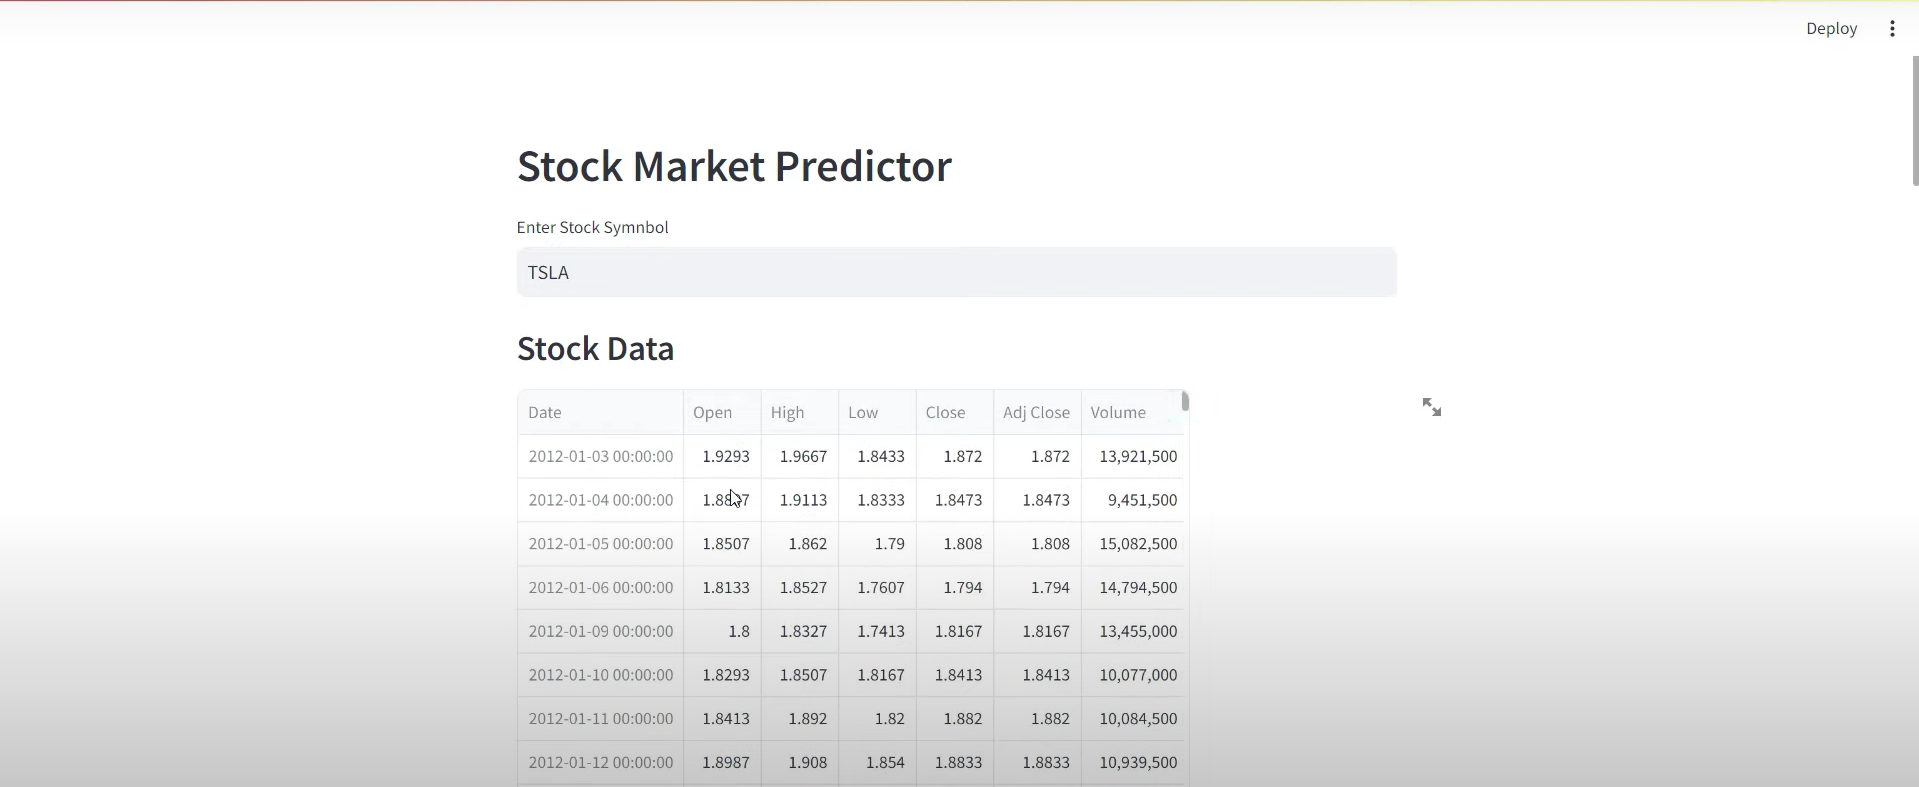 Deploy
Stock Market Predictor
Enter Stock Symnbol
TSLA
Stock Data
Date Open High Low Close Adj Close Volume
2012-01-03 00:00:00 1.9293 1.9667 1.8433 1.872 1.872 13,921,500
2012-01-04 00:00:00 1.9113 1.8333 1.8473 1.8473 9,451,500
2012-01-05 00:00:00 1.8507 1.862 1.79 1.808 1.808 15,082,500
2012-01-06 00:00:00 1.8133 1.8527 1.7607 1.794 1.794 14,794,500
2012-01-09 00:00:00 1.8 1.8327 1.7413 1.8167 1.8167 13,455,000
2012-01-10 00:00:00 1.8293 1.8507 1.8167 1.8413 1.8413 10,077,000
2012-01-11 00:00:00 1.8413 1.892 1.82 1.882 1.882 10,084,500
2012-01-12 00:00:00 1.8987 1.908 1.854 1.8833 1.8833 10,939,500